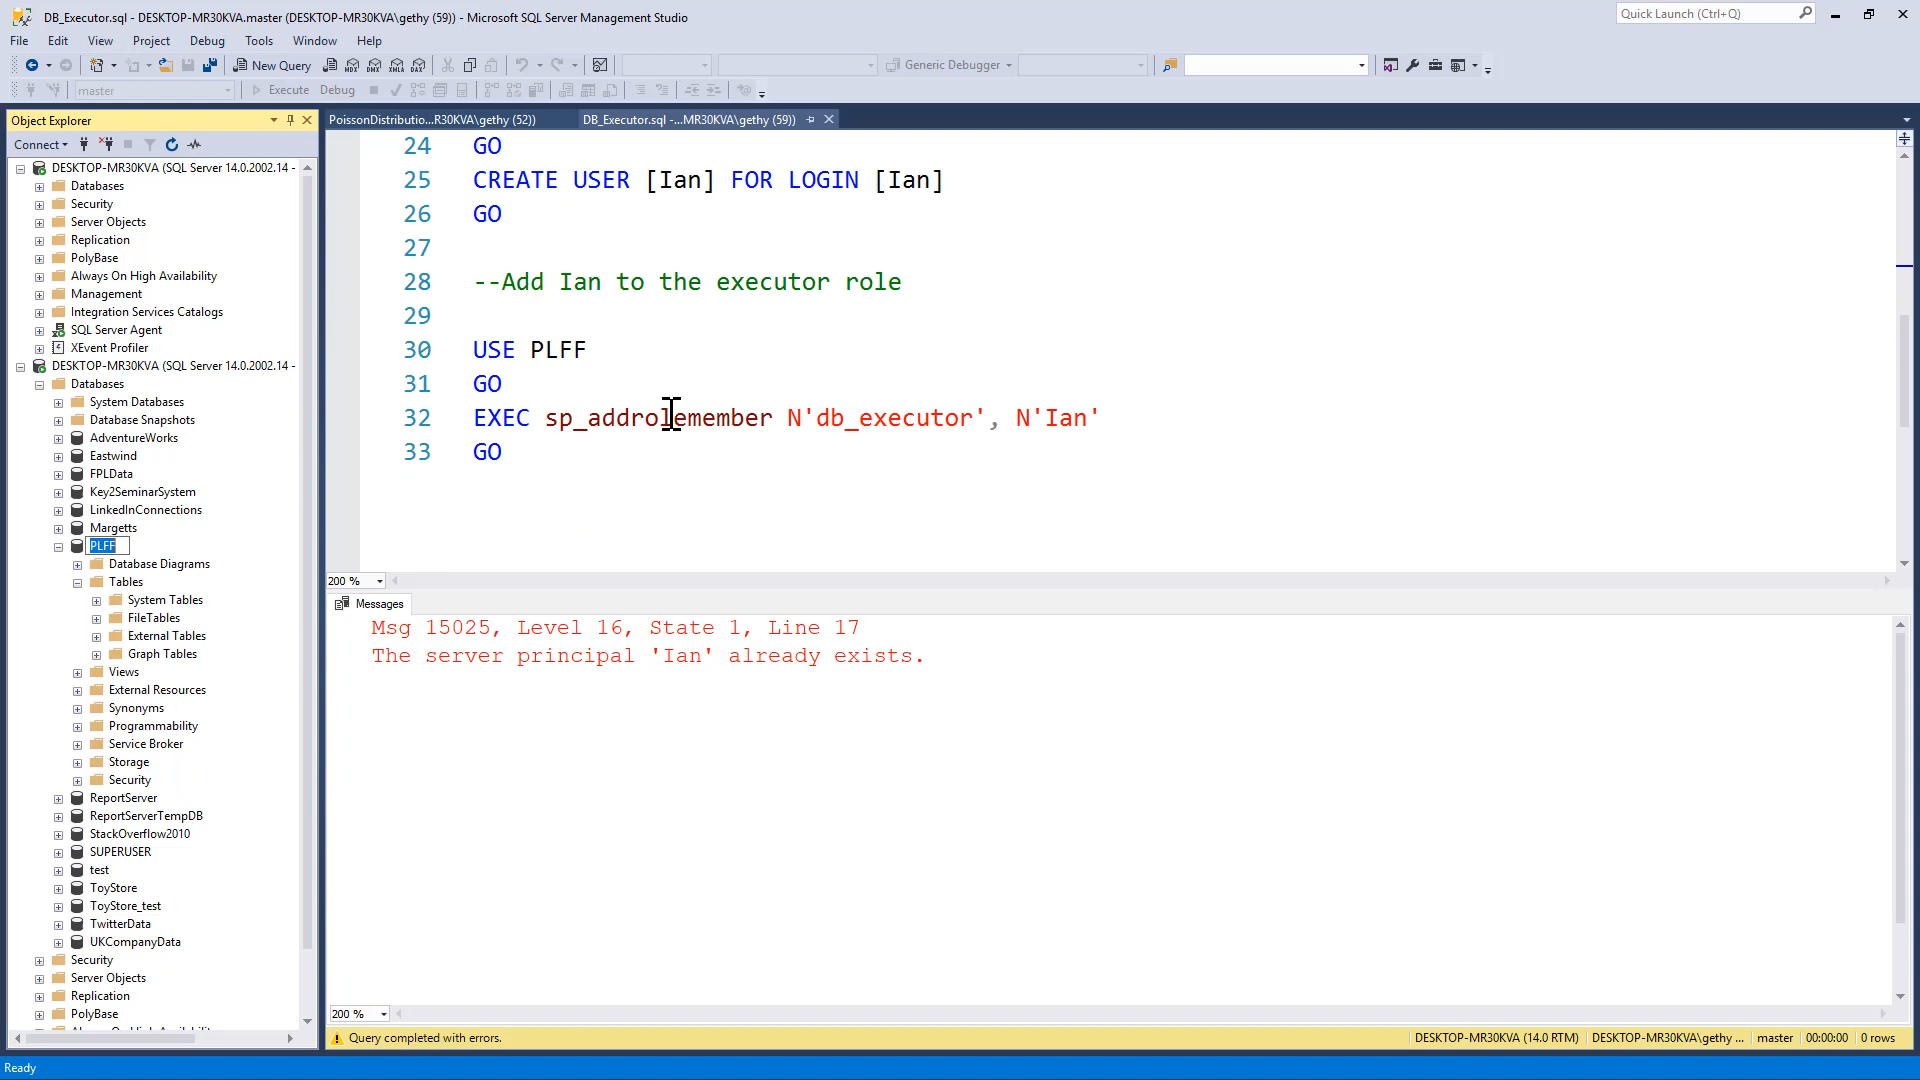 DB_Executor.sql - DESKTOP-MR30KVA.master (DESKTOP-MR30KVA\gethy (59)) - Microsoft SQL Server Management Studio
Quick Launch (Ctrl+Q)
File Edit View Project Debug Tools Window Help
New Query
MDX DMX XMLA DAX
Generic Debugger
master
Execute Debug
Object Explorer
Connect
DESKTOP-MR30KVA (SQL Server 14.0.2002.14 -
Databases
Security
Server Objects
Replication
PolyBase
Always On High Availability
Management
Integration Services Catalogs
SQL Server Agent
XEvent Profiler
DESKTOP-MR30KVA (SQL Server 14.0.2002.14 -
Databases
System Databases
Database Snapshots
AdventureWorks
Eastwind
FPLData
Key2SeminarSystem
LinkedInConnections
Margetts
PLFF
Database Diagrams
Tables
System Tables
FileTables
External Tables
Graph Tables
Views
External Resources
Synonyms
Programmability
Service Broker
Storage
Security
ReportServer
ReportServerTempDB
StackOverflow2010
SUPERUSER
test
ToyStore
ToyStore_test
TwitterData
UKCompanyData
Security
Server Objects
Replication
PolyBase
PoissonDistributio...R30KVA\gethy (52))
DB_Executor.sql -...MR30KVA\gethy (59))
24 GO
25 CREATE USER [Ian] FOR LOGIN [Ian]
26 GO
27
28 --Add Ian to the executor role
29
30 USE PLFF
31 GO
32 EXEC sp_addrolemember N'db_executor', N'Ian'
33 GO
200 %
Messages
Msg 15025, Level 16, State 1, Line 17
The server principal 'Ian' already exists.
200 %
Query completed with errors.
DESKTOP-MR30KVA (14.0 RTM)
DESKTOP-MR30KVA\gethy ...
master
00:00:00
0 rows
Ready